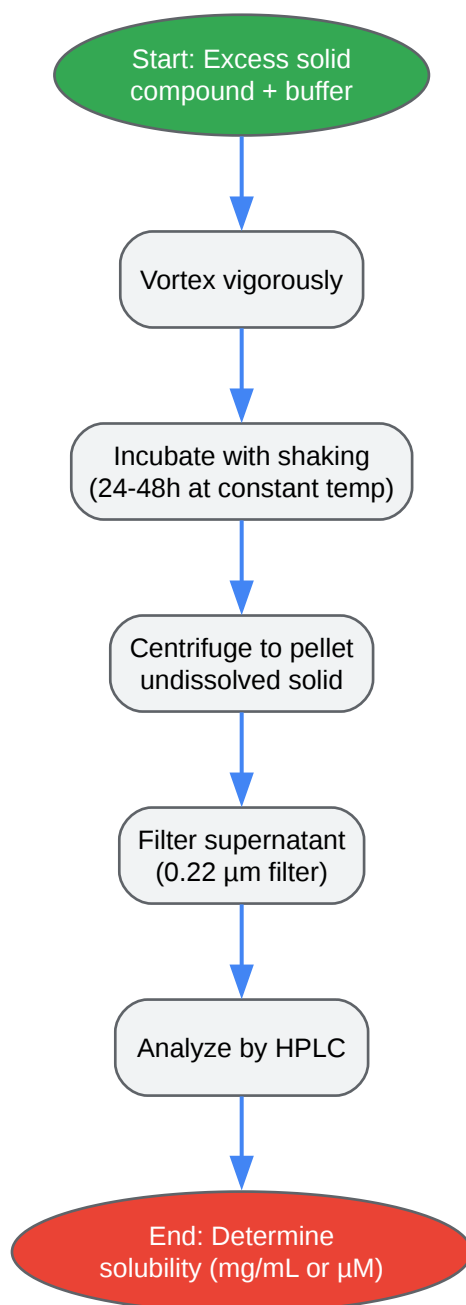 Start: Excess solid
compound + buffer
Vortex vigorously
Incubate with shaking
(24-48h at constant temp)
Centrifuge to pellet
undissolved solid
Filter supernatant
(0.22 µm filter)
Analyze by HPLC
End: Determine
solubility (mg/mL or µM)